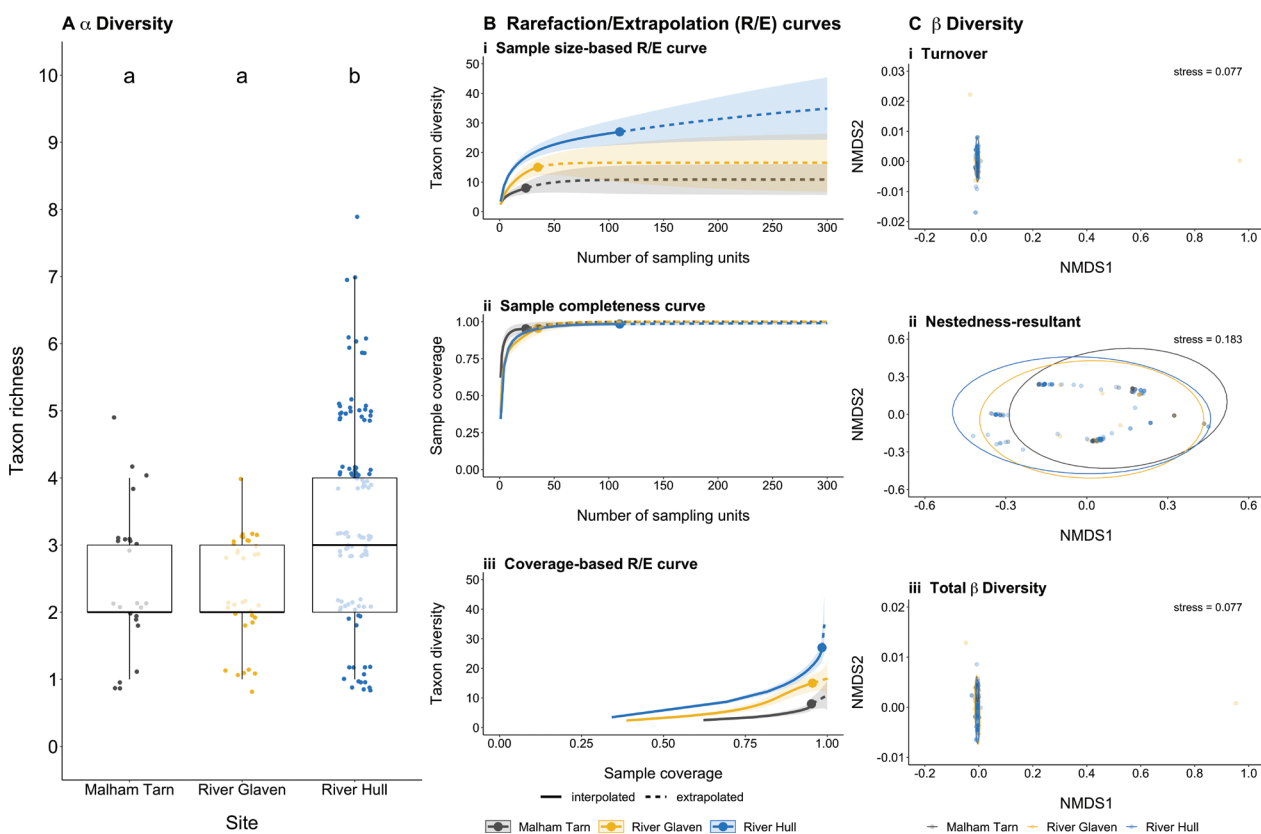 A α Diversity
10
9
8
7
6
5
4
3
2
1
0
a
a
b
Taxon richness
Malham Tarn
River Glaven
River Hull
Site
B Rarefaction/Extrapolation (R/E) curves
i Sample size-based R/E curve
50
40
30
20
10
0
Taxon diversity
0 50 100 150 200 250 300
Number of sampling units
ii Sample completeness curve
1.00
0.75
0.50
0.25
0.00
Sample coverage
0 50 100 150 200 250 300
Number of sampling units
iii Coverage-based R/E curve
50
40
30
20
10
0
Taxon diversity
0.00 0.25 0.50 0.75 1.00
Sample coverage
interpolated extrapolated
Malham Tarn River Glaven River Hull
C β Diversity
i Turnover
stress = 0.077
0.03
0.02
0.01
0.00
-0.01
-0.02
NMDS2
-0.2 0.0 0.2 0.4 0.6 0.8 1.0
NMDS1
ii Nestedness-resultant
stress = 0.183
0.6
0.3
0.0
-0.3
-0.6
NMDS2
-0.6 -0.3 0.0 0.3 0.6
NMDS1
iii Total β Diversity
stress = 0.077
0.02
0.01
0.00
-0.01
NMDS2
-0.2 0.0 0.2 0.4 0.6 0.8 1.0
NMDS1
Malham Tarn River Glaven River Hull